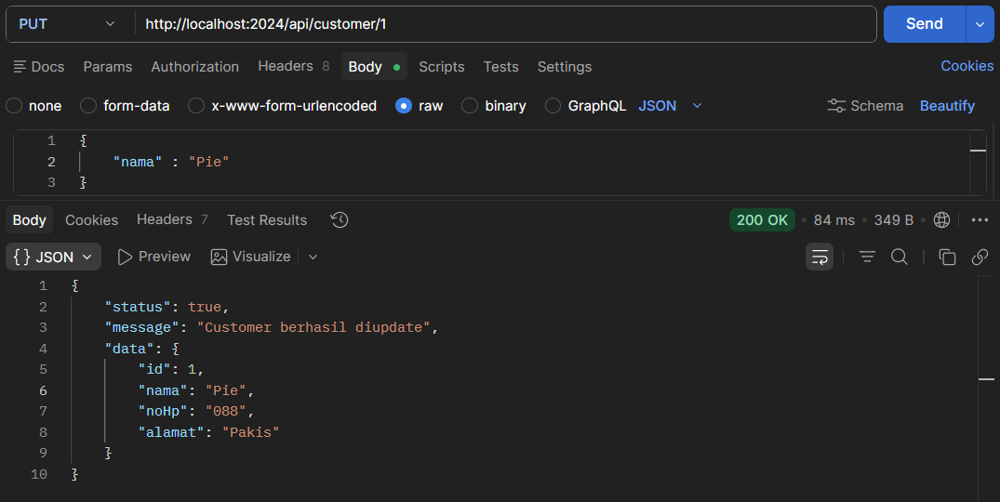 PUT http://localhost:2024/api/customer/1 Send
Docs Params Authorization Headers 8 Body Scripts Tests Settings Cookies
none form-data x-www-form-urlencoded raw binary GraphQL JSON Schema Beautify
1 {
2 "nama" : "Pie"
3 }
Body Cookies Headers 7 Test Results 200 OK • 84 ms • 349 B •
{} JSON Preview Visualize
1 {
2 "status": true,
3 "message": "Customer berhasil diupdate",
4 "data": {
5 "id": 1,
6 "nama": "Pie",
7 "noHp": "088",
8 "alamat": "Pakis"
9 }
10 }